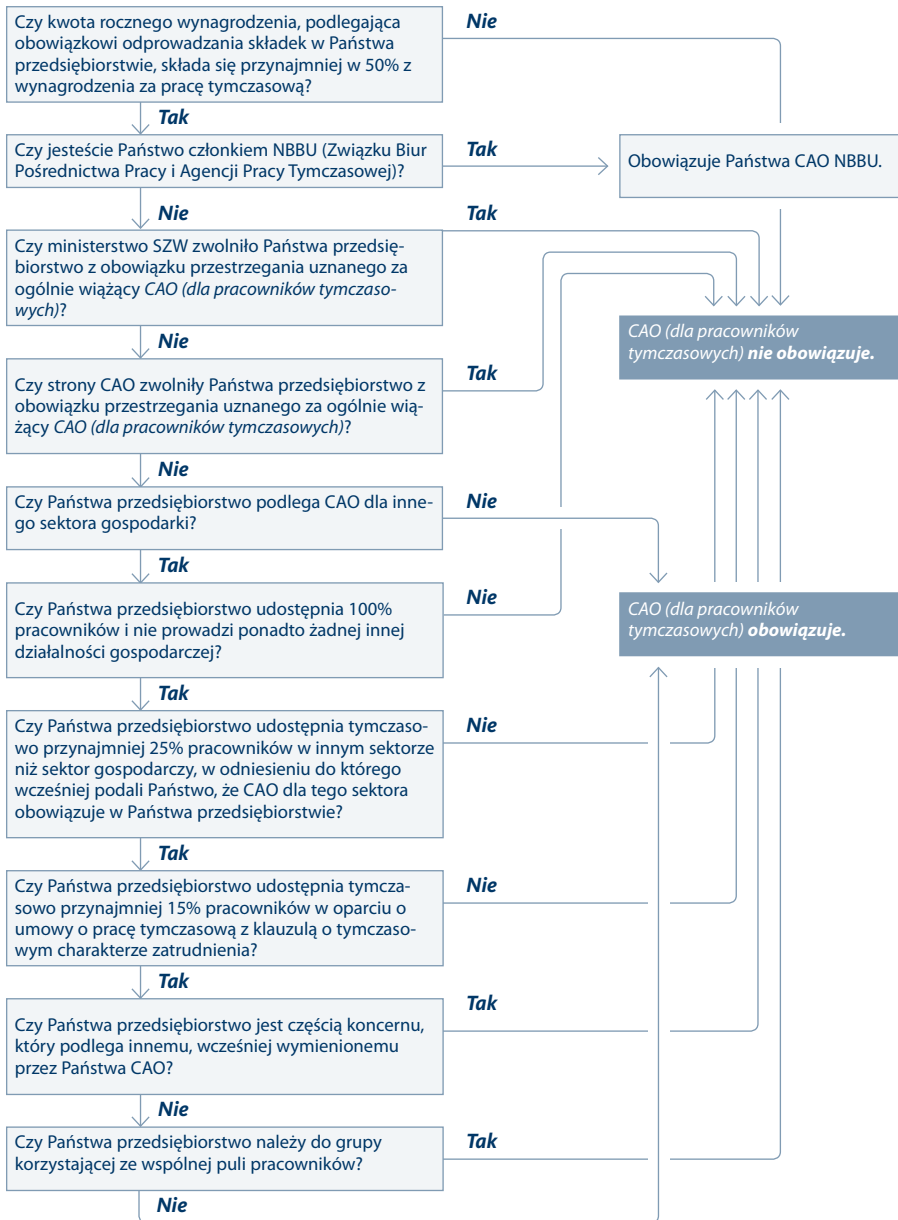 Czy kwota rocznego wynagrodzenia, podlegająca
obowiązkowi odprowadzania składek w Państwa
przedsiębiorstwie, składa się przynajmniej w 50% z
wynagrodzenia za pracę tymczasową?
Nie
Tak
Czy jesteście Państwo członkiem NBBU (Związku Biur
Pośrednictwa Pracy i Agencji Pracy Tymczasowej)?
Tak
Obowiązuje Państwa CAO NBBU.
Nie
Czy ministerstwo SZW zwolniło Państwa przedsię-
biorstwo z obowiązku przestrzegania uznanego za
ogólnie wiążący CAO (dla pracowników tymczaso-
wych)?
Tak
CAO (dla pracowników
tymczasowych) nie obowiązuje.
Nie
Czy strony CAO zwolniły Państwa przedsiębiorstwo z
obowiązku przestrzegania uznanego za ogólnie wią-
żący CAO (dla pracowników tymczasowych)?
Tak
Nie
Czy Państwa przedsiębiorstwo podlega CAO dla inne-
go sektora gospodarki?
Nie
Tak
Czy Państwa przedsiębiorstwo udostępnia 100%
pracowników i nie prowadzi ponadto żadnej innej
działalności gospodarczej?
Nie
CAO (dla pracowników
tymczasowych) obowiązuje.
Tak
Czy Państwa przedsiębiorstwo udostępnia tymczaso-
wo przynajmniej 25% pracowników w innym sektorze
niż sektor gospodarczy, w odniesieniu do którego
wcześniej podali Państwo, że CAO dla tego sektora
obowiązuje w Państwa przedsiębiorstwie?
Nie
Tak
Czy Państwa przedsiębiorstwo udostępnia tymcza-
sowo przynajmniej 15% pracowników w oparciu o
umowy o pracę tymczasową z klauzulą o tymczaso-
wym charakterze zatrudnienia?
Nie
Tak
Czy Państwa przedsiębiorstwo jest częścią koncernu,
który podlega innemu, wcześniej wymienionemu
przez Państwa CAO?
Tak
Nie
Czy Państwa przedsiębiorstwo należy do grupy
korzystającej ze wspólnej puli pracowników?
Tak
Nie